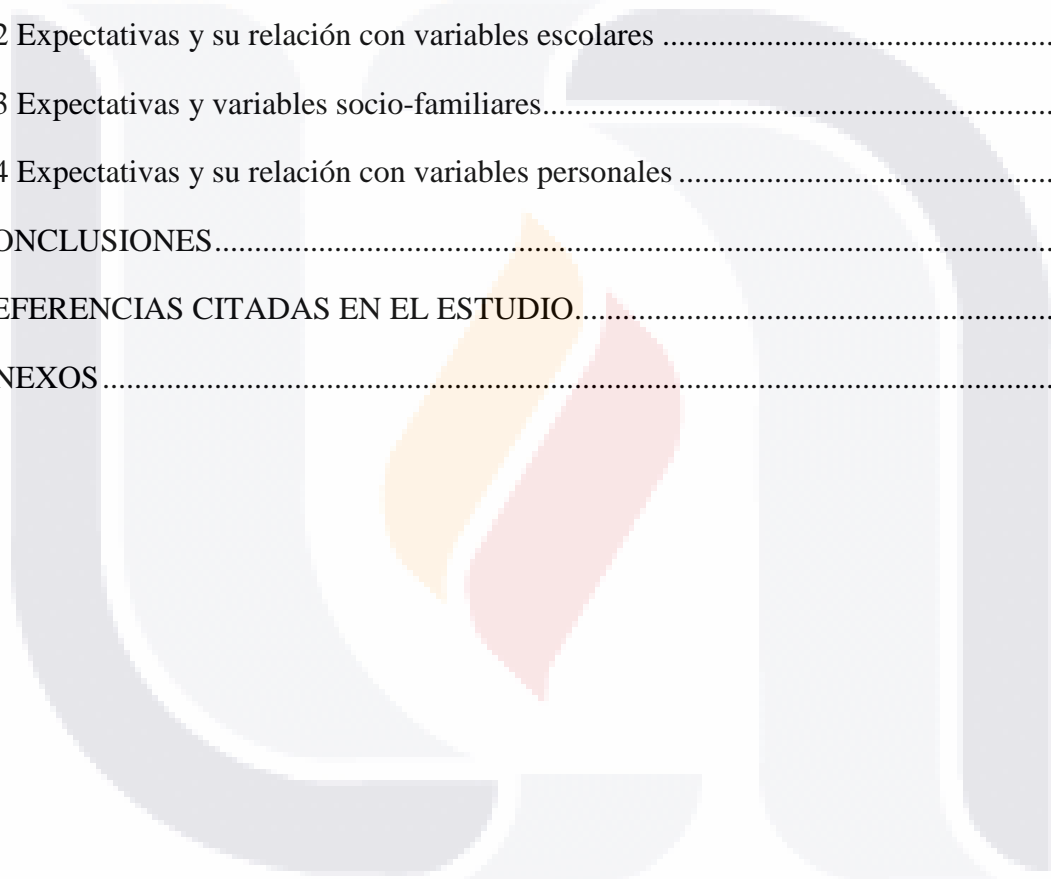 2 Expectativas y su relación con variables escolares ..........................................
3 Expectativas y variables socio-familiares..........................................................
4 Expectativas y su relación con variables personales ..........................................
ONCLUSIONES..........................................................................................
EFERENCIAS CITADAS EN EL ESTUDIO.....................................................
NEXOS......................................................................................................